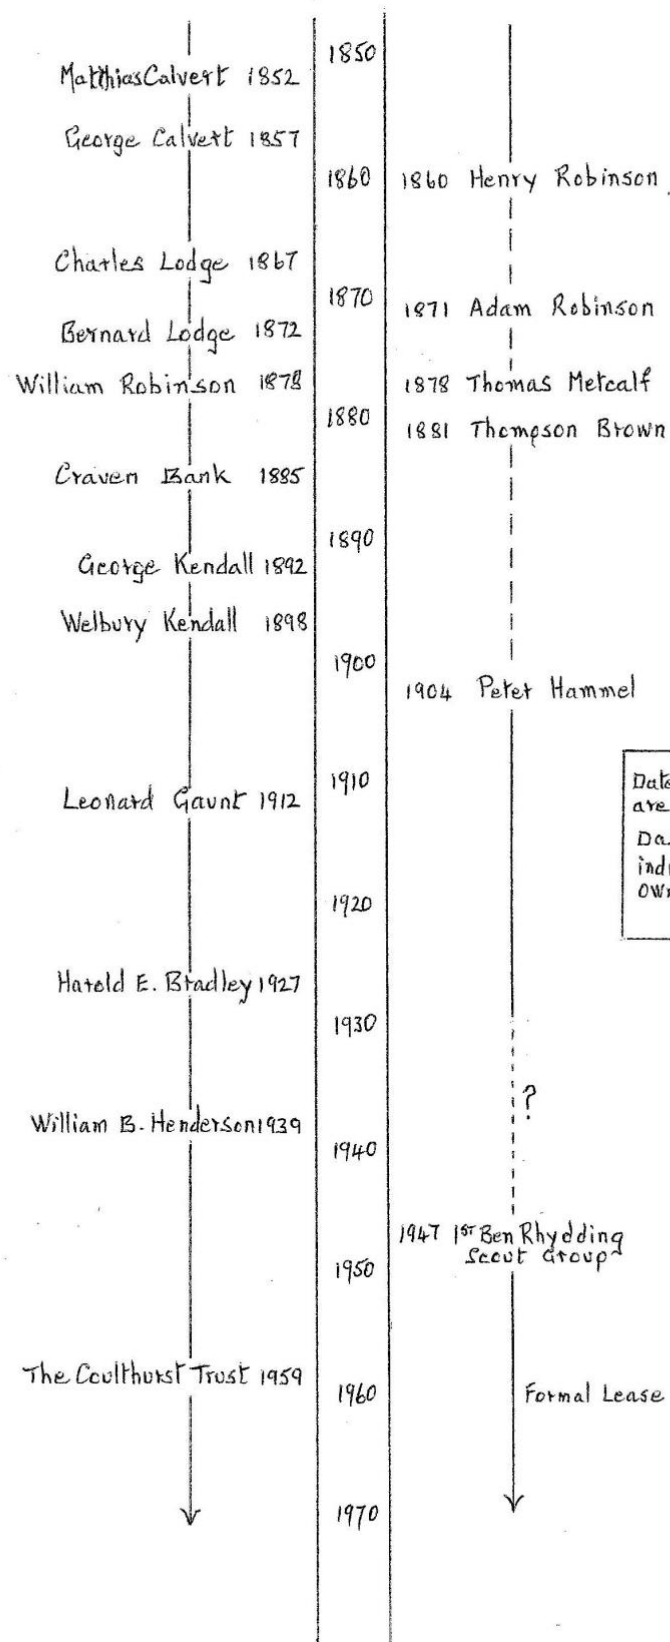 1850
Matthias Calvert 1852
George Calvert 1857
1860
1860 Henry Robinson
Charles Lodge 1867
1870
1871 Adam Robinson
Bernard Lodge 1872
William Robinson 1878
1878 Thomas Metcalf
1880
1881 Thompson Brown
Craven Bank 1885
1890
George Kendall 1892
Welbury Kendall 1898
1900
1904 Peter Hammel
1910
Leonard Gaunt 1912
are
1920
Harold E. Bradley 1927
1930
?
William B. Henderson 1939
1940
1947 1st Ben Rhydding
Scout Group
1950
The Coulthurst Trust 1959
1960
Formal Lease
1970